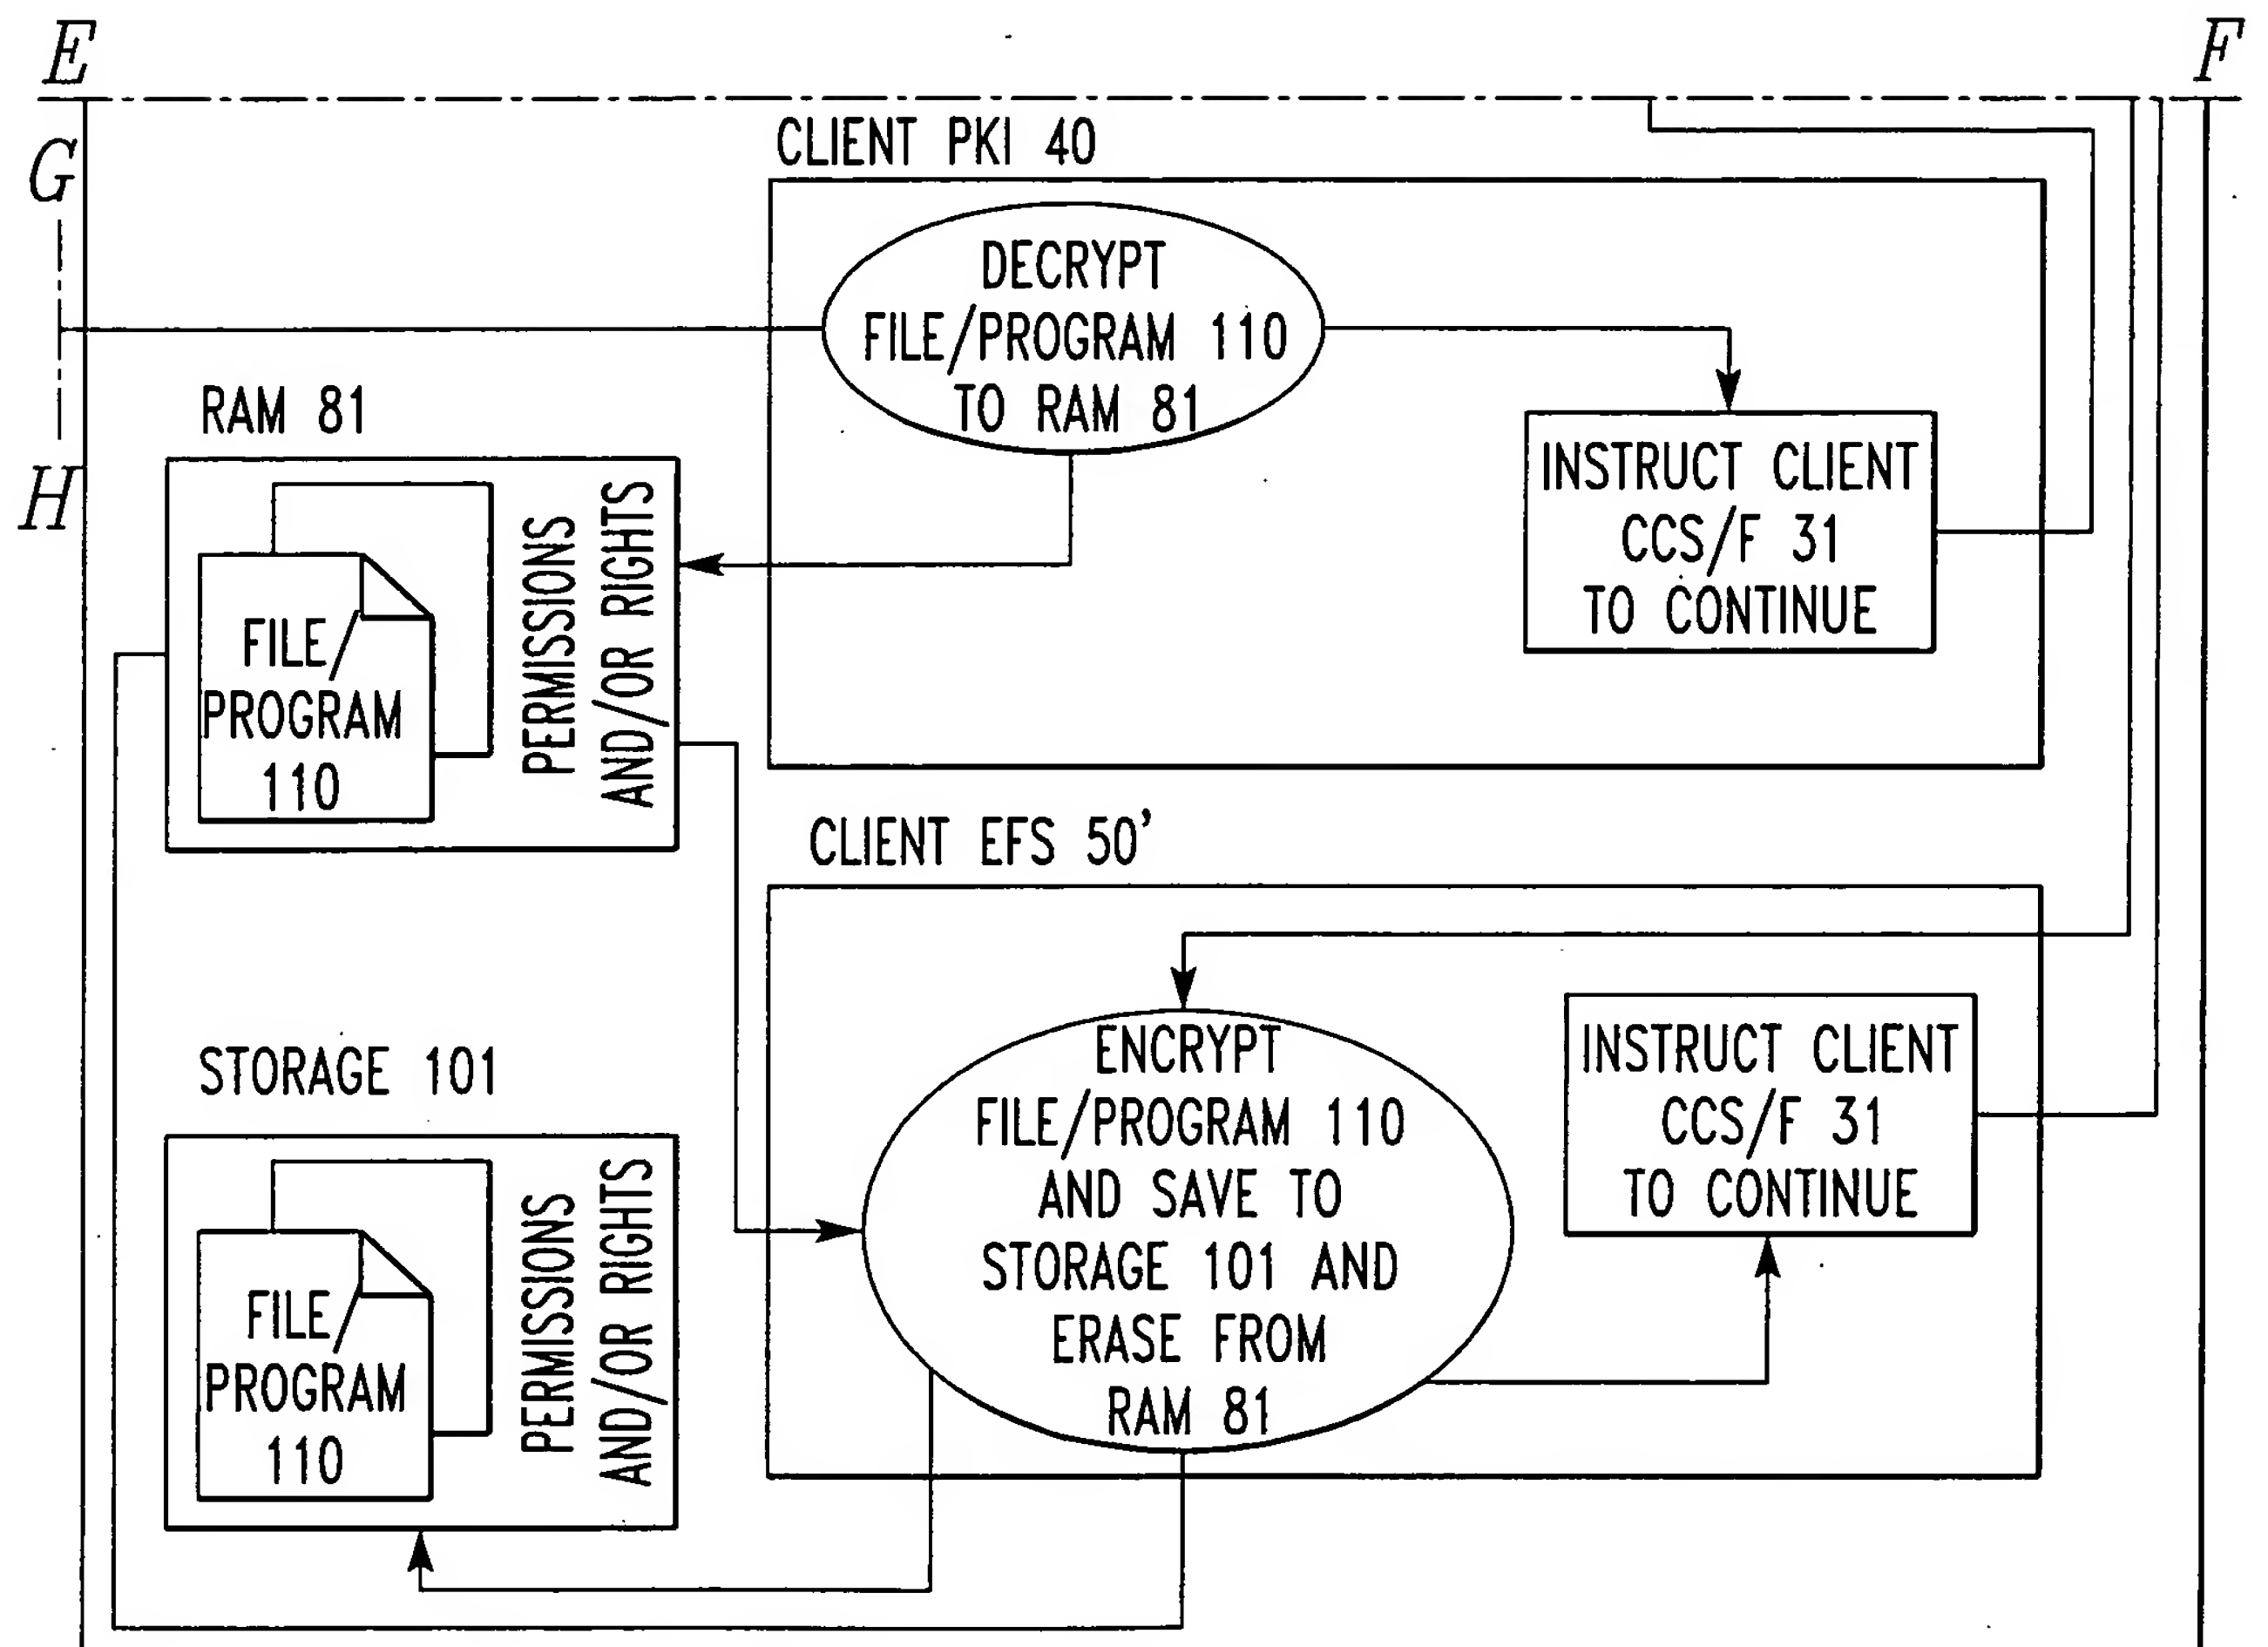 E
F
G
H
CLIENT PKI 40
DECRYPT
FILE/PROGRAM 110
TO RAM 81
INSTRUCT CLIENT
CCS/F 31
TO CONTINUE
RAM 81
FILE/
PROGRAM
110
PERMISSIONS
AND/OR RIGHTS
CLIENT EFS 50'
ENCRYPT
FILE/PROGRAM 110
AND SAVE TO
STORAGE 101 AND
ERASE FROM
RAM 81
INSTRUCT CLIENT
CCS/F 31
TO CONTINUE
STORAGE 101
FILE/
PROGRAM
110
PERMISSIONS
AND/OR RIGHTS